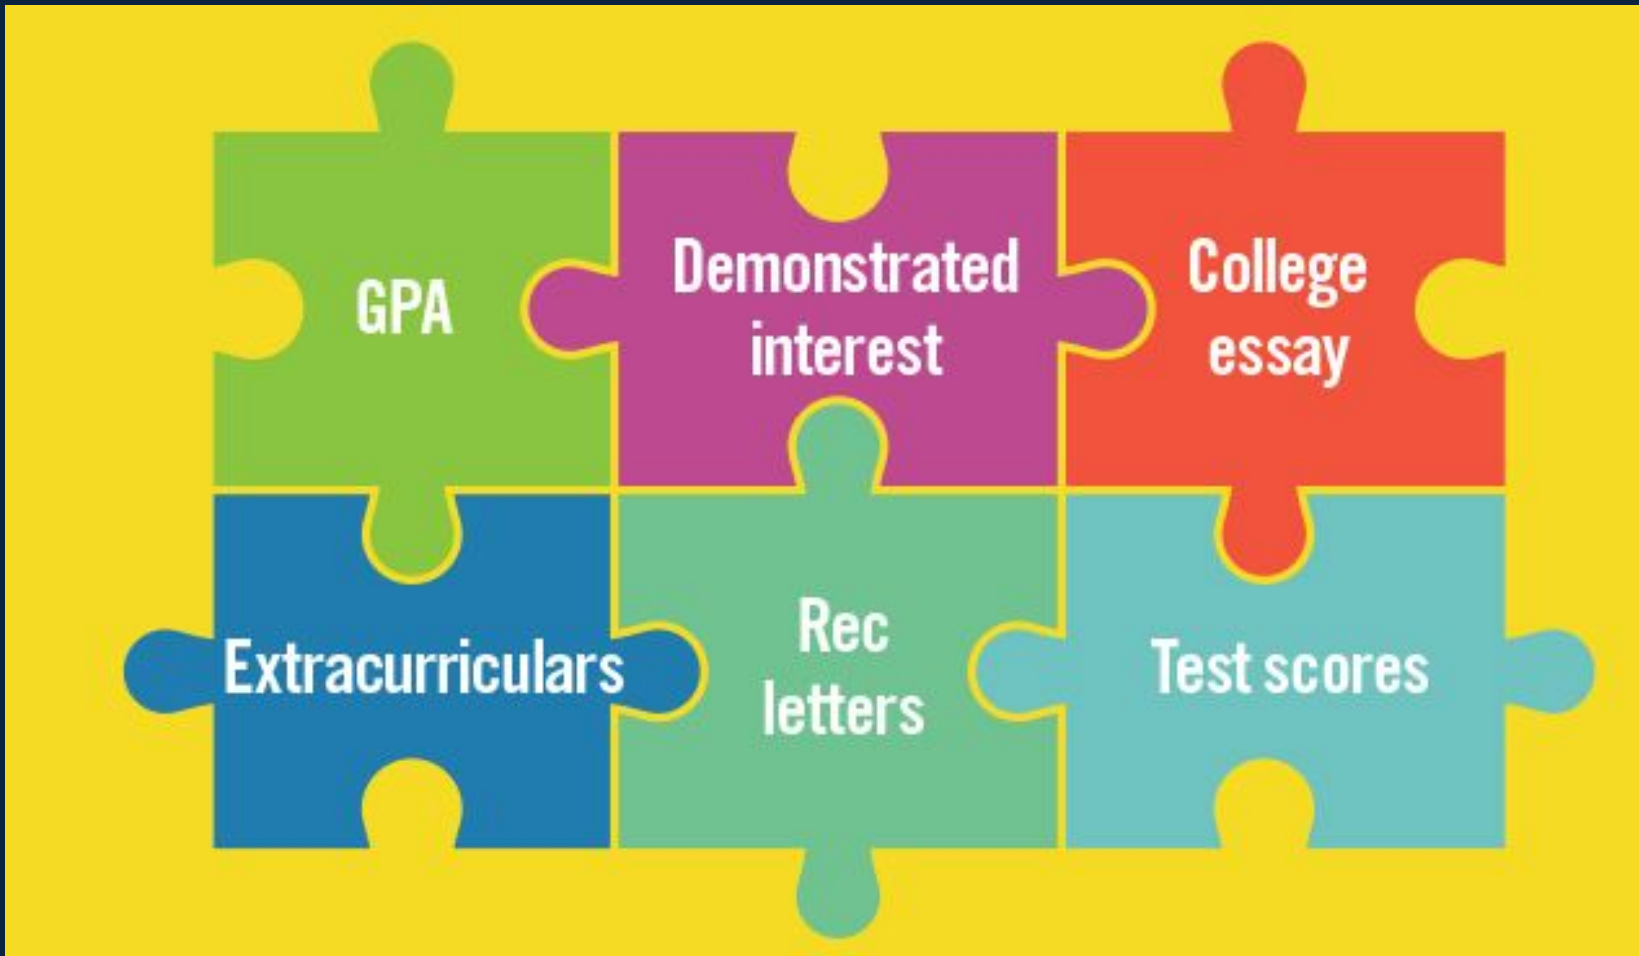 GPA
Demonstrated
interest
College
essay
Extracurriculars
Rec
letters
Test scores